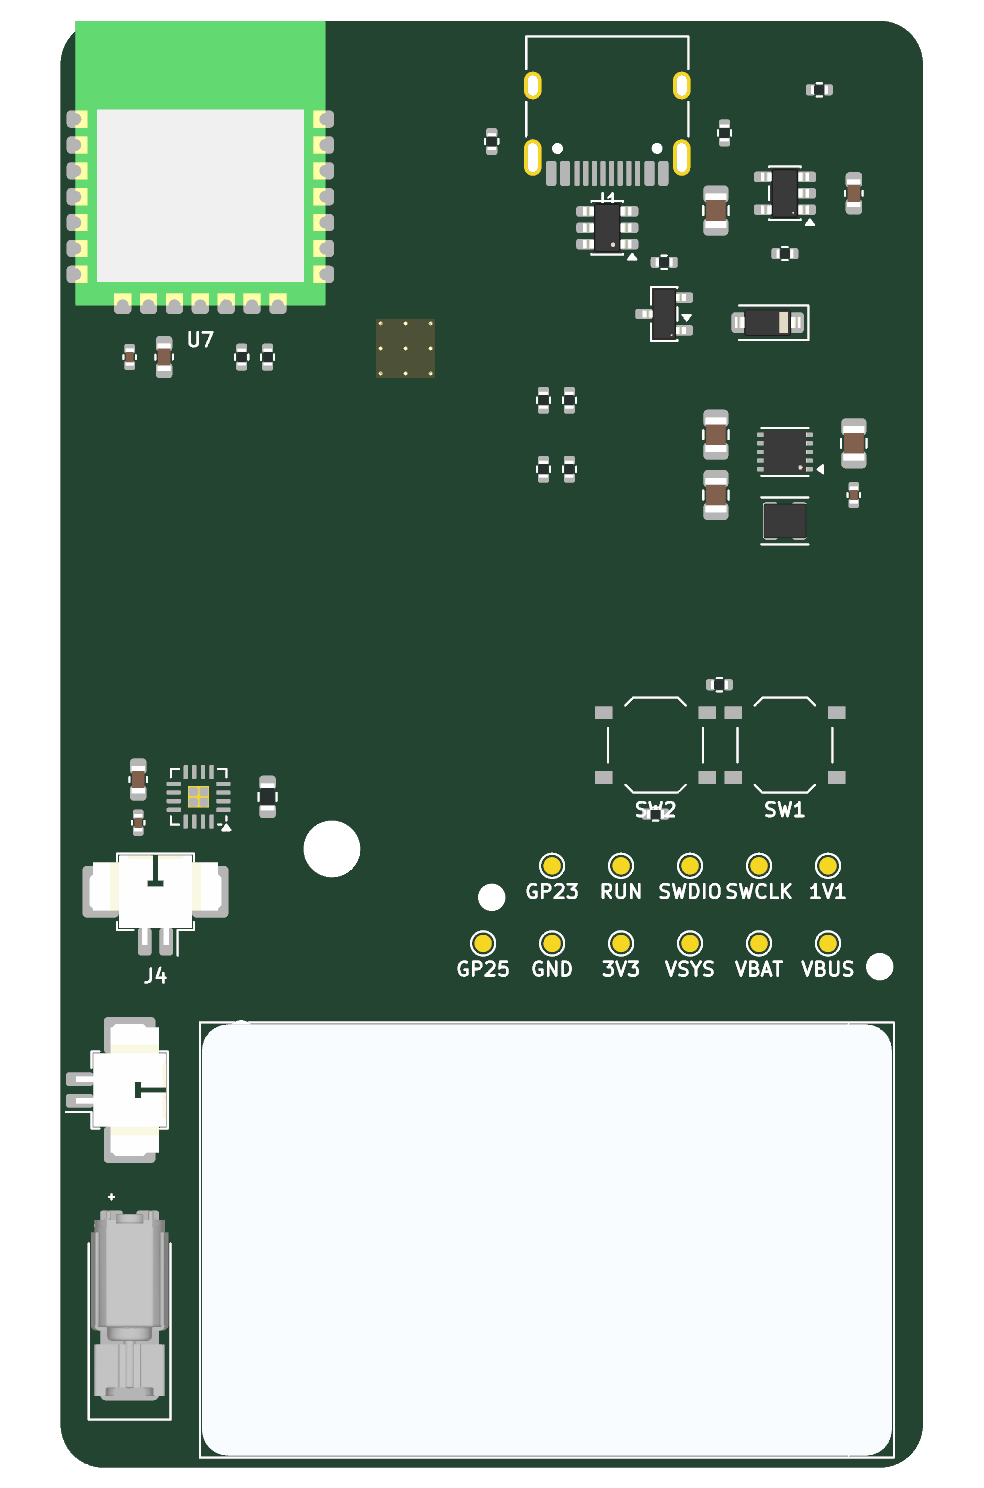 J1
U7
SW2 SW1
GP23 RUN SWDIO SWCLK 1V1
GP25 GND 3V3 VSYS VBAT VBUS
J4
+